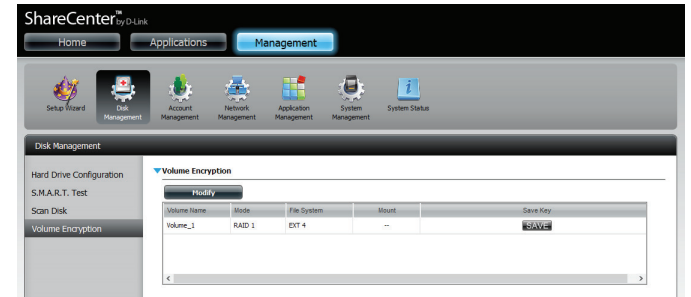 ShareCenter™ by D-Link
Home Applications Management
Setup Wizard Disk Management Account Management Network Management Application Management System Management System Status
Disk Management
Hard Drive Configuration
S.M.A.R.T. Test
Scan Disk
Volume Encryption
Volume Encryption
Modify
Volume Name Mode File System Mount Save Key
Volume_1 RAID 1 EXT 4 -- SAVE